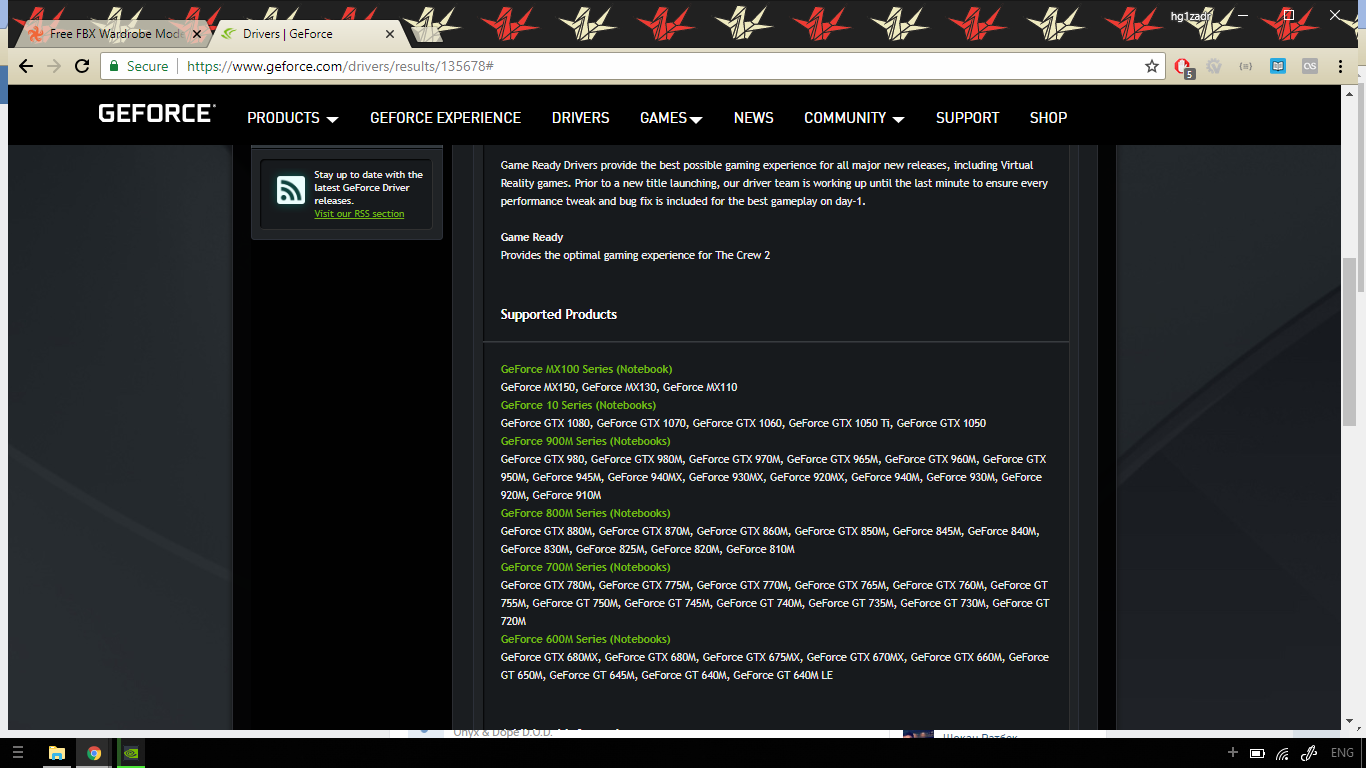 hg1zadr
Free FBX Wardrobe Mode
Drivers | GeForce
Secure
https://www.geforce.com/drivers/results/135678#
5
GEFORCE
PRODUCTS
GEFORCE EXPERIENCE
DRIVERS
GAMES
NEWS
COMMUNITY
SUPPORT
SHOP
Stay up to date with the
latest GeForce Driver
releases.
Visit our RSS section
Game Ready Drivers provide the best possible gaming experience for all major new releases, including Virtual
Reality games. Prior to a new title launching, our driver team is working up until the last minute to ensure every
performance tweak and bug fix is included for the best gameplay on day-1.
Game Ready
Provides the optimal gaming experience for The Crew 2
Supported Products
GeForce MX100 Series (Notebook)
GeForce MX150, GeForce MX130, GeForce MX110
GeForce 10 Series (Notebooks)
GeForce GTX 1080, GeForce GTX 1070, GeForce GTX 1060, GeForce GTX 1050 Ti, GeForce GTX 1050
GeForce 900M Series (Notebooks)
GeForce GTX 980, GeForce GTX 980M, GeForce GTX 970M, GeForce GTX 965M, GeForce GTX 960M, GeForce GTX
950M, GeForce 945M, GeForce 940MX, GeForce 930MX, GeForce 920MX, GeForce 940M, GeForce 930M, GeForce
920M, GeForce 910M
GeForce 800M Series (Notebooks)
GeForce GTX 880M, GeForce GTX 870M, GeForce GTX 860M, GeForce GTX 850M, GeForce 845M, GeForce 840M,
GeForce 830M, GeForce 825M, GeForce 820M, GeForce 810M
GeForce 700M Series (Notebooks)
GeForce GTX 780M, GeForce GTX 775M, GeForce GTX 770M, GeForce GTX 765M, GeForce GTX 760M, GeForce GT
755M, GeForce GT 750M, GeForce GT 745M, GeForce GT 740M, GeForce GT 735M, GeForce GT 730M, GeForce GT
720M
GeForce 600M Series (Notebooks)
GeForce GTX 680MX, GeForce GTX 680M, GeForce GTX 675MX, GeForce GTX 670MX, GeForce GTX 660M, GeForce
GT 650M, GeForce GT 645M, GeForce GT 640M, GeForce GT 640M LE
Onyx & Dope D.O.D.
ENG